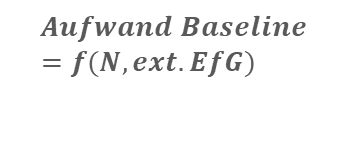 Aufwand Baseline
= f(N, ext. EfG)